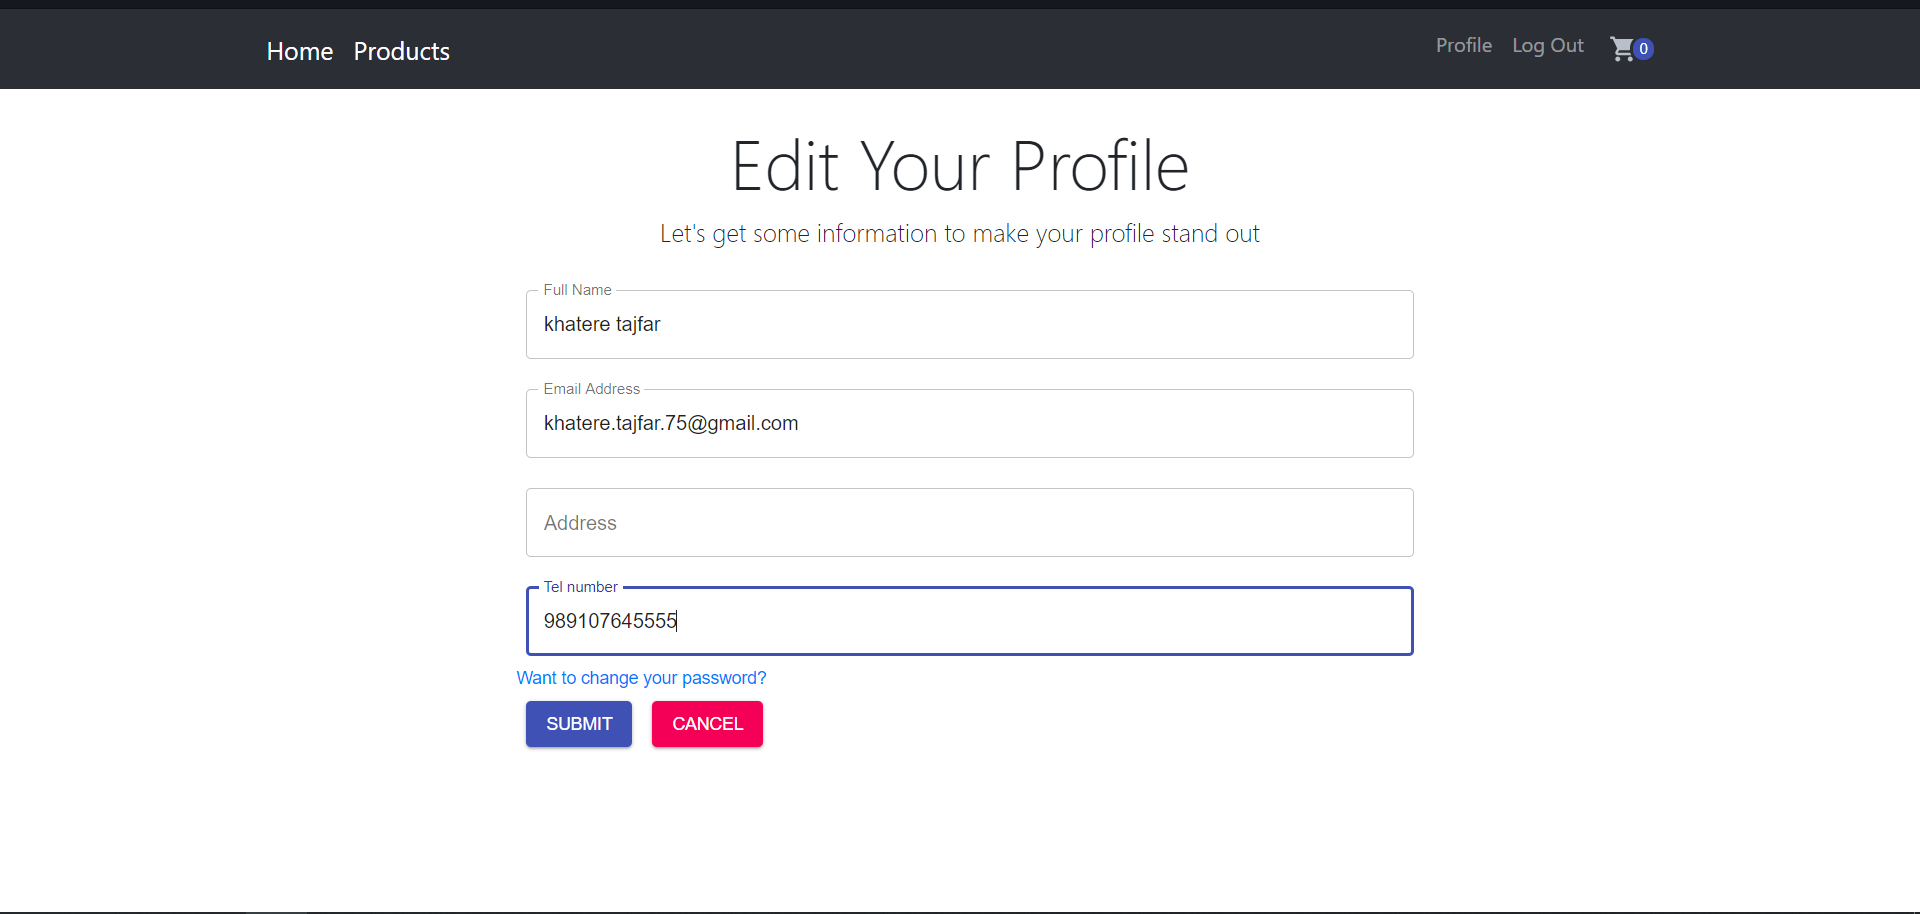 Home Products Profile Log Out 0
Edit Your Profile
Let's get some information to make your profile stand out
Full Name
khatere tajfar
Email Address
khatere.tajfar.75@gmail.com
Address
Tel number
989107645555
Want to change your password?
SUBMIT CANCEL